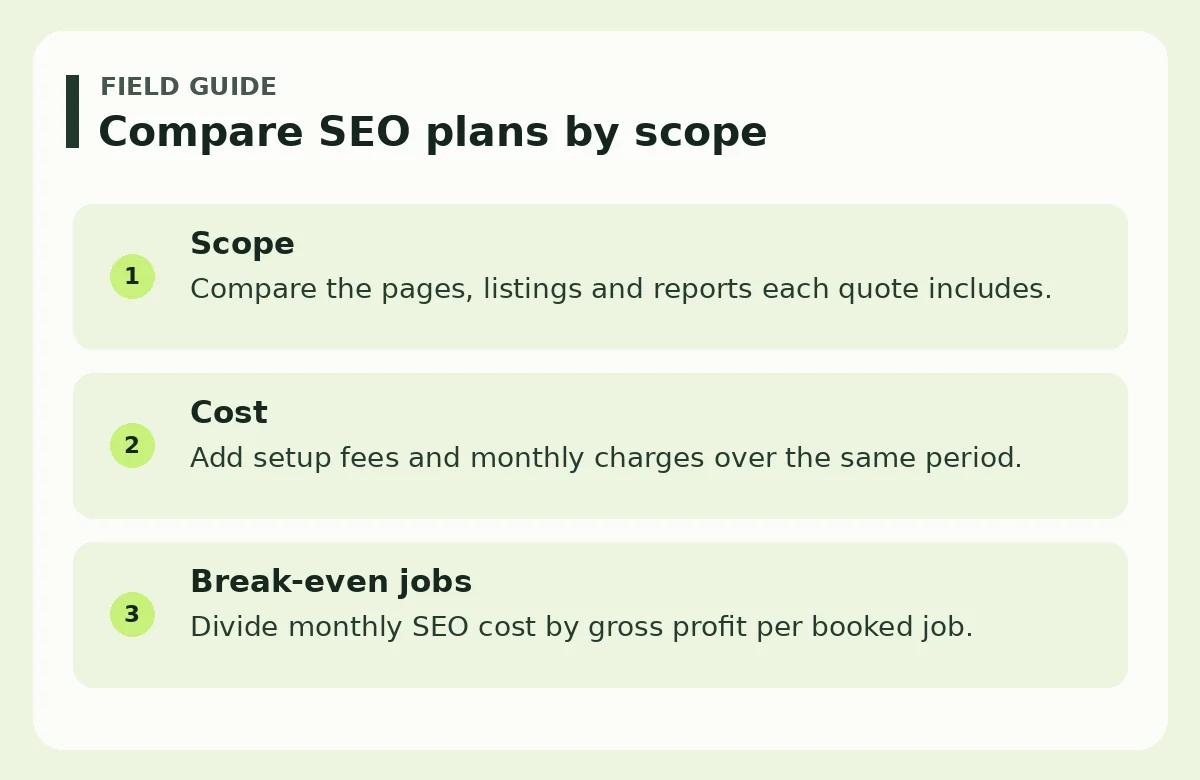 FIELD GUIDE
Compare SEO plans by scope
1
Scope
Compare the pages, listings and reports each quote includes.
2
Cost
Add setup fees and monthly charges over the same period.
3
Break-even jobs
Divide monthly SEO cost by gross profit per booked job.